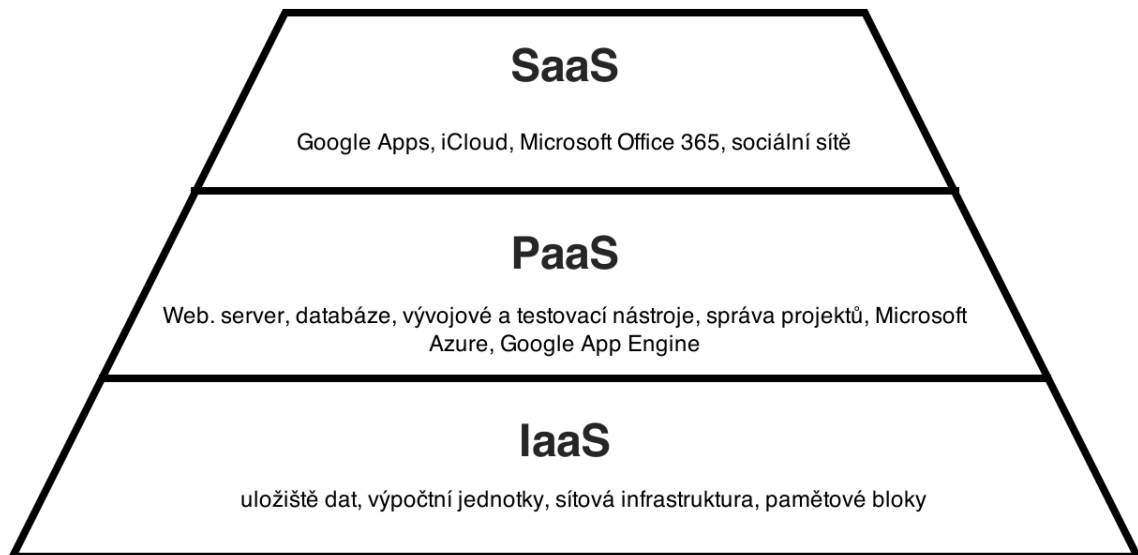 SaaS
Google Apps, iCloud, Microsoft Office 365, sociální sítě
PaaS
Web. server, databáze, vývojové a testovací nástroje, správa projektů, Microsoft
Azure, Google App Engine
IaaS
uložiště dat, výpočtní jednotky, sítová infrastruktura, pamětové bloky